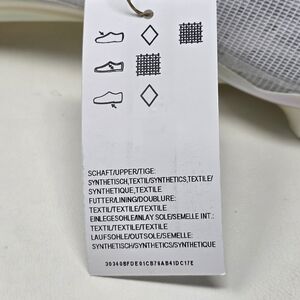 SCHAFT/UPPER/TIGE:
SYNTHETISCH,TEXTIL/SYNTHETICS,TEXTILE/
SYNTHETIQUE,TEXTILE
FUTTER/LINING/DOUBLURE:
TEXTIL/TEXTILE/TEXTILE
EINLEGESOHLE/INLAY SOLE/SEMELLE INT.:
TEXTIL/TEXTILE/TEXTILE
LAUFSOHLE/OUTSOLE/SEMELLE:
SYNTHETISCH/SYNTHETICS/SYNTHETIQUE